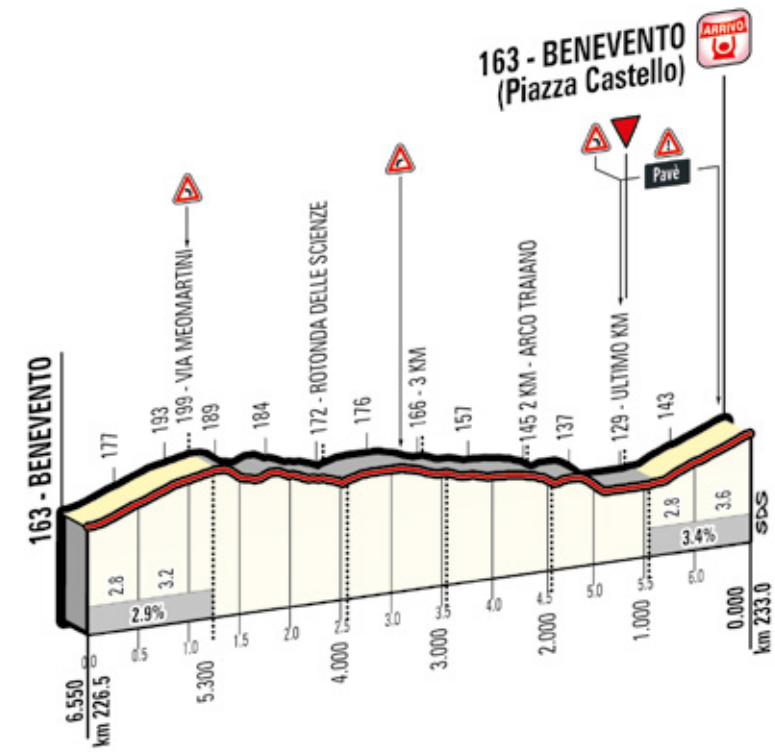 ARRIVO
163 - BENEVENTO
(Piazza Castello)
Pavè
163 - BENEVENTO
177
193
199 - VIA MEOMARTINI
189
184
172 - ROTONDA DELLE SCIENZE
176
166 - 3 KM
157
145 2 KM - ARCO TRAIANO
137
129 - ULTIMO KM
143
2.8
3.2
2.9%
2.8
3.6
3.4%
SDS
0.0
0.5
1.0
1.5
2.0
2.5
3.0
3.5
4.0
4.5
5.0
5.5
6.0
6.550
km 226.5
5.300
4.000
3.000
2.000
1.000
0.000
km 233.0